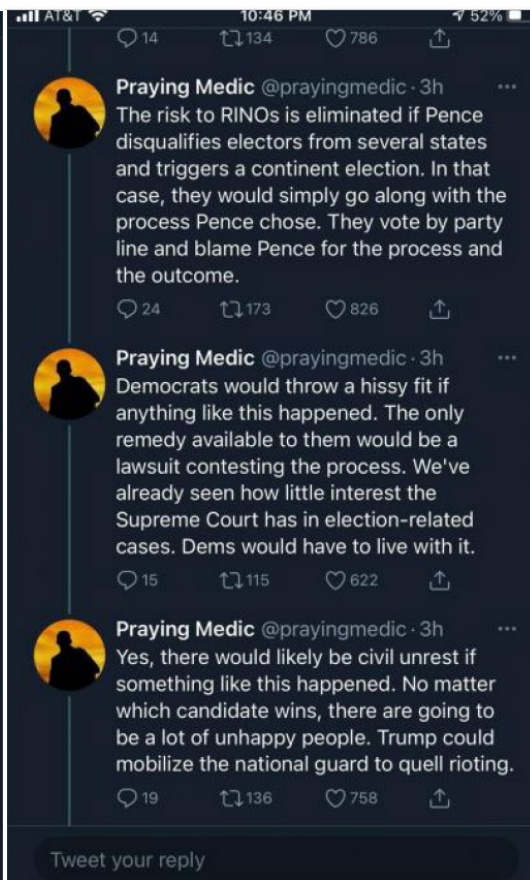 AT&T 10:46 PM 52%
14 134 786
Praying Medic @prayingmedic · 3h ...
The risk to RINOs is eliminated if Pence
disqualifies electors from several states
and triggers a continent election. In that
case, they would simply go along with the
process Pence chose. They vote by party
line and blame Pence for the process and
the outcome.
24 173 826
Praying Medic @prayingmedic · 3h ...
Democrats would throw a hissy fit if
anything like this happened. The only
remedy available to them would be a
lawsuit contesting the process. We've
already seen how little interest the
Supreme Court has in election-related
cases. Dems would have to live with it.
15 115 622
Praying Medic @prayingmedic · 3h ...
Yes, there would likely be civil unrest if
something like this happened. No matter
which candidate wins, there are going to
be a lot of unhappy people. Trump could
mobilize the national guard to quell rioting.
19 136 758
Tweet your reply